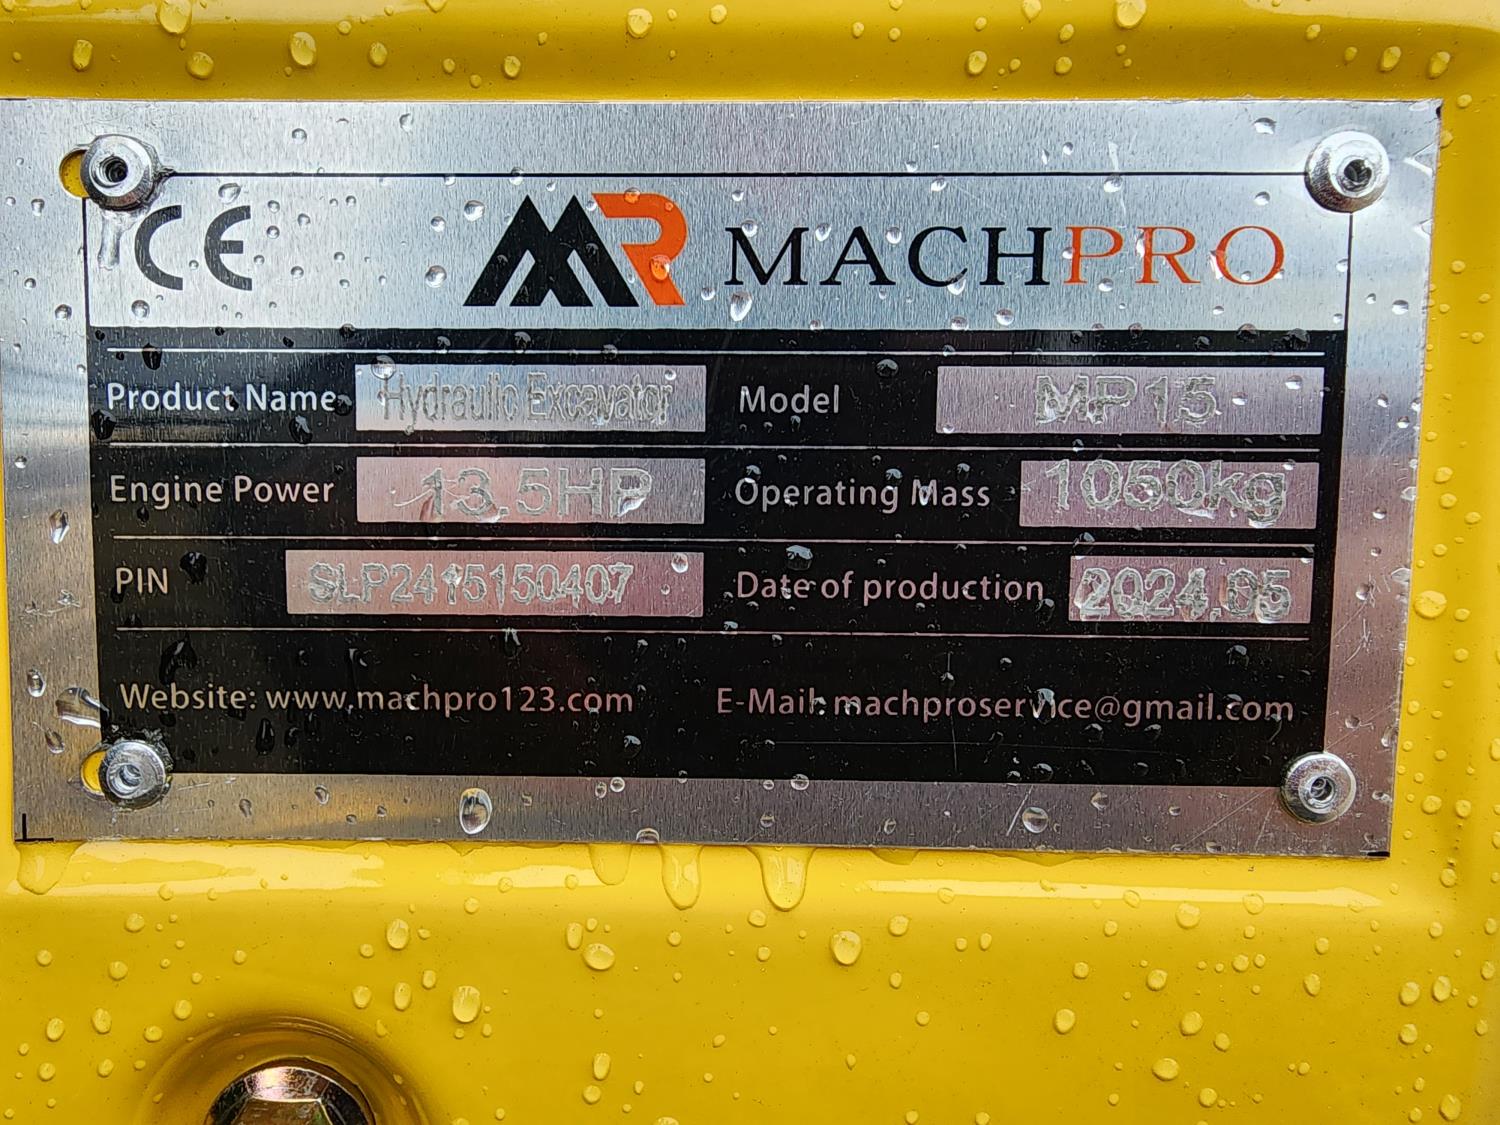 CE MR MACHPRO
Product Name Hydraulic Excavator Model MP15
Engine Power 13.5HP Operating Mass 1050kg
PIN SLP2415150407 Date of production 2024.05
Website: www.machpro123.com E-Mail: machproservice@gmail.com